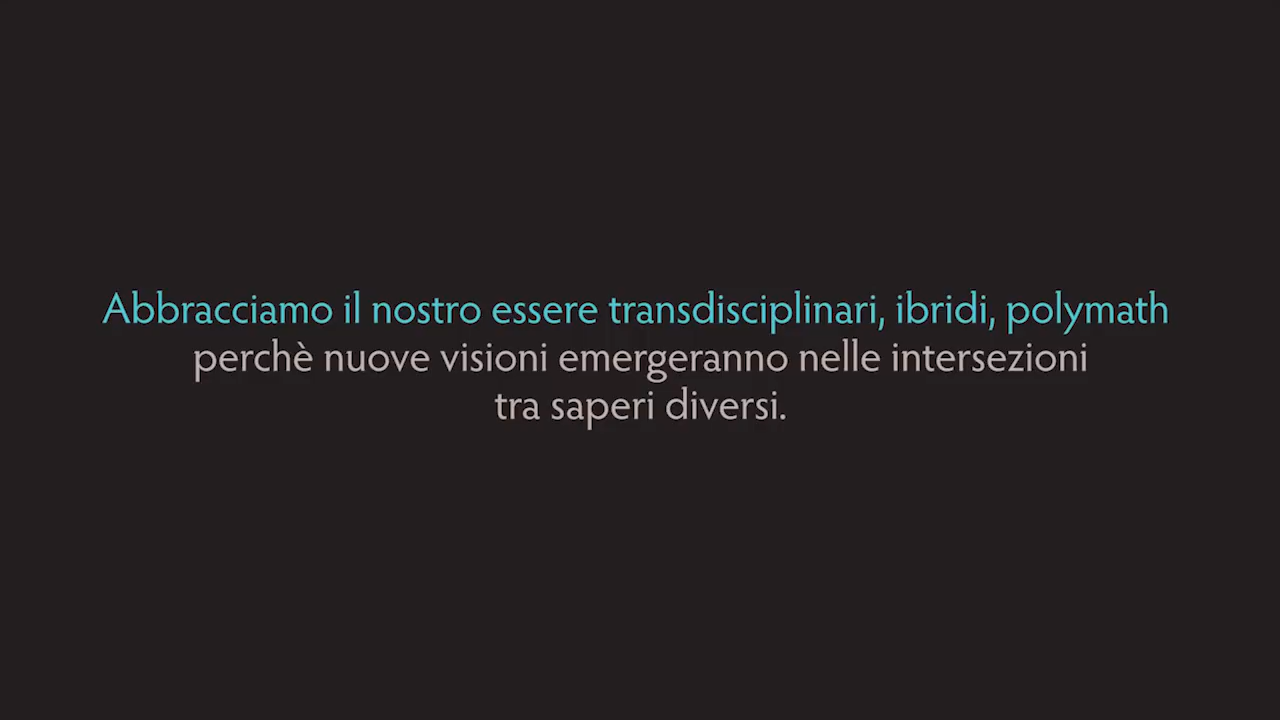 Abbracciamo il nostro essere transdisciplinari, ibridi, polymath
perchè nuove visioni emergeranno nelle intersezioni
tra saperi diversi.